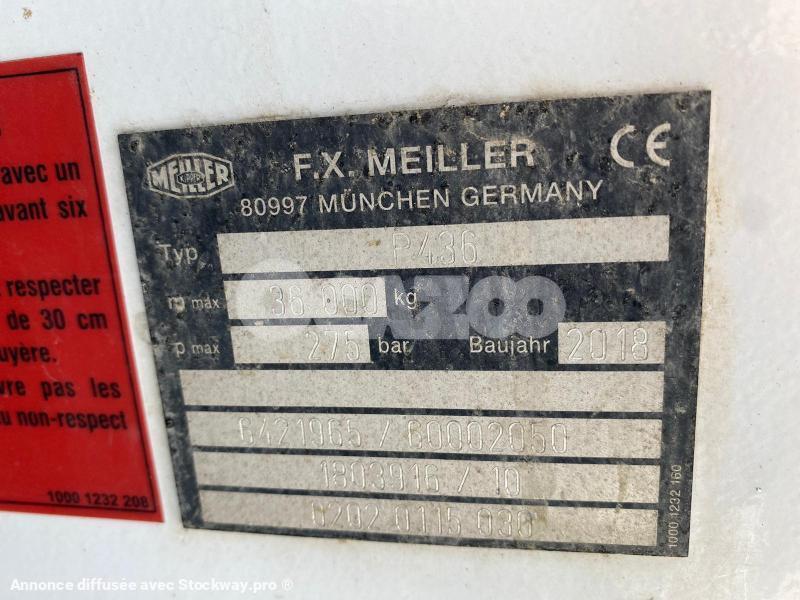 avec un
avant six
respecter
de 30 cm
uyère.
vre pas les
u non-respect
1000 1232 208
MEILLER
KIPPER
F.X. MEILLER CE
80997 MÜNCHEN GERMANY
Typ P436
m max 36 000 kg
p max 275 bar Baujahr 2018
6421965 / 60002050
1803916 / 10
0202 0115 030
1000 1232 160
Annonce diffusée avec Stockway.pro ®